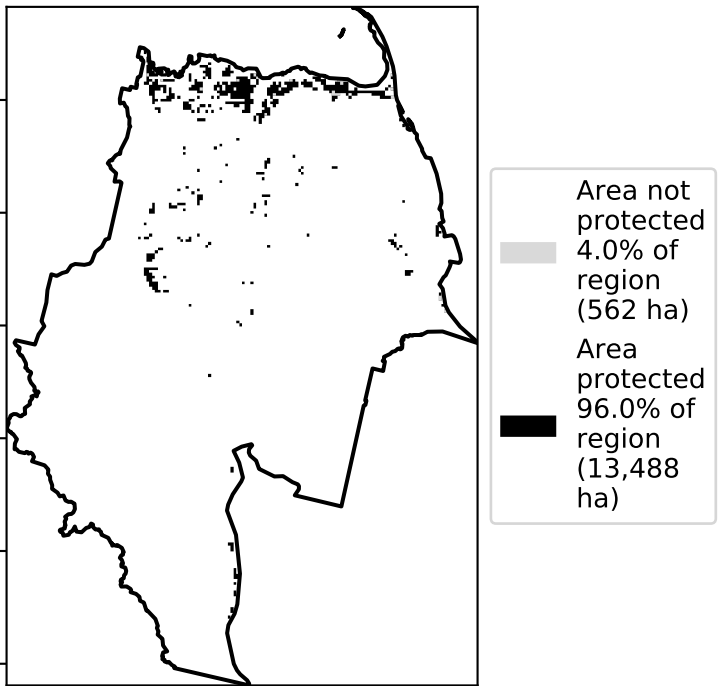 Area not
protected
4.0% of
region
(562 ha)
Area
protected
96.0% of
region
(13,488
ha)